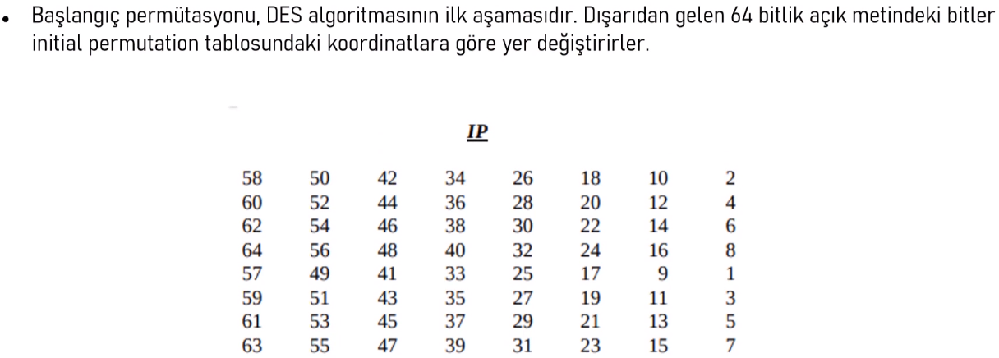 • Başlangıç permütasyonu, DES algoritmasının ilk aşamasıdır. Dışarıdan gelen 64 bitlik açık metindeki bitler
initial permutation tablosundaki koordinatlara göre yer değiştirirler.
IP
58 50 42 34 26 18 10 2
60 52 44 36 28 20 12 4
62 54 46 38 30 22 14 6
64 56 48 40 32 24 16 8
57 49 41 33 25 17 9 1
59 51 43 35 27 19 11 3
61 53 45 37 29 21 13 5
63 55 47 39 31 23 15 7